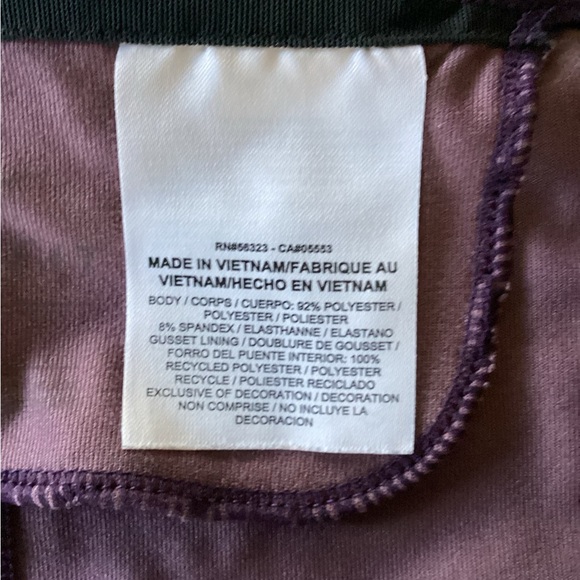 RN#56323 - CA#05553
MADE IN VIETNAM/FABRIQUE AU
VIETNAM/HECHO EN VIETNAM
BODY / CORPS / CUERPO: 92% POLYESTER /
POLYESTER / POLIESTER
8% SPANDEX / ELASTHANNE / ELASTANO
GUSSET LINING / DOUBLURE DE GOUSSET /
FORRO DEL PUENTE INTERIOR: 100%
RECYCLED POLYESTER / POLYESTER
RECYCLE / POLIESTER RECICLADO
EXCLUSIVE OF DECORATION / DECORATION
NON COMPRISE / NO INCLUYE LA
DECORACION